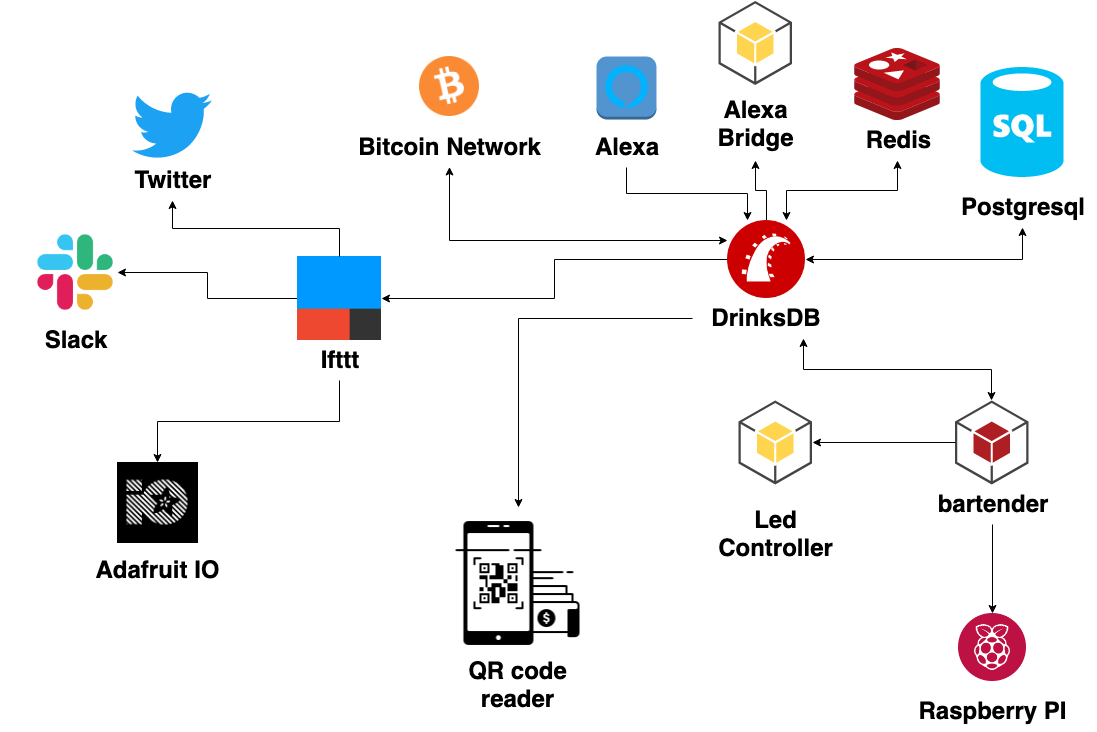 Alexa
Bridge
Bitcoin Network
Alexa
Redis
SQL
Twitter
Postgresql
DrinksDB
Slack
Ifttt
bartender
Led
Controller
iO
Adafruit IO
$
QR code
reader
Raspberry PI